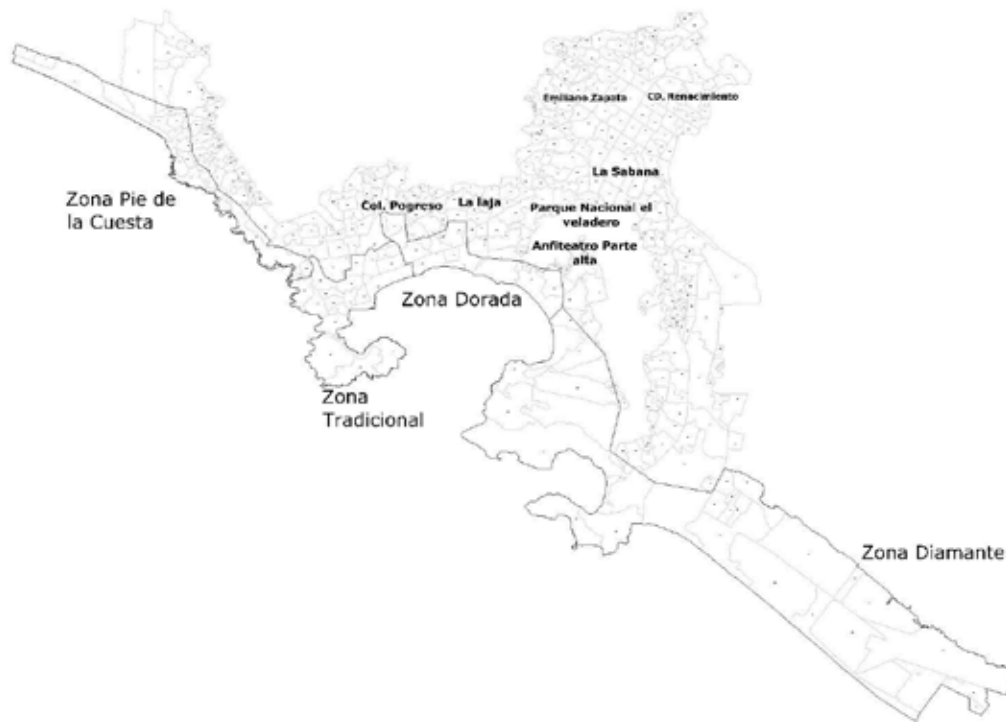 Emiliano Zapata
CD. Renacimiento
La Sabana
Zona Pie de
la Cuesta
Col. Pogreso
La laja
Parque Nacional el
veladero
Anfiteatro Parte
alta
Zona Dorada
Zona
Tradicional
Zona Diamante